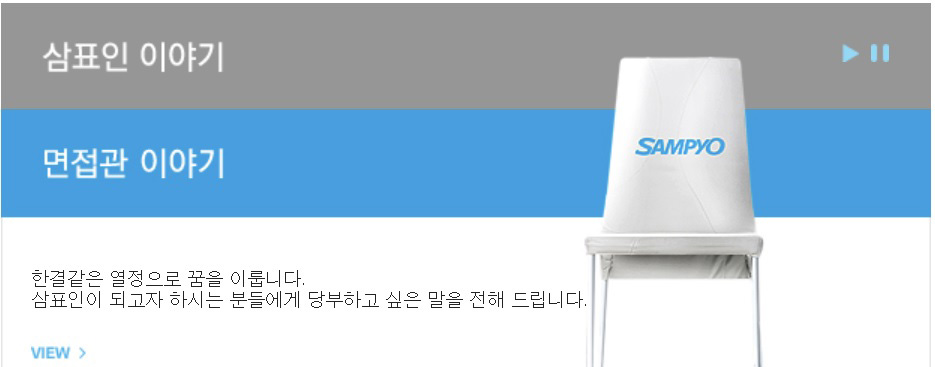 삼표인 이야기
면접관 이야기
SAMPYO
한결같은 열정으로 꿈을 이룹니다.
삼표인이 되고자 하시는 분들에게 당부하고 싶은 말을 전해 드립니다.
VIEW >